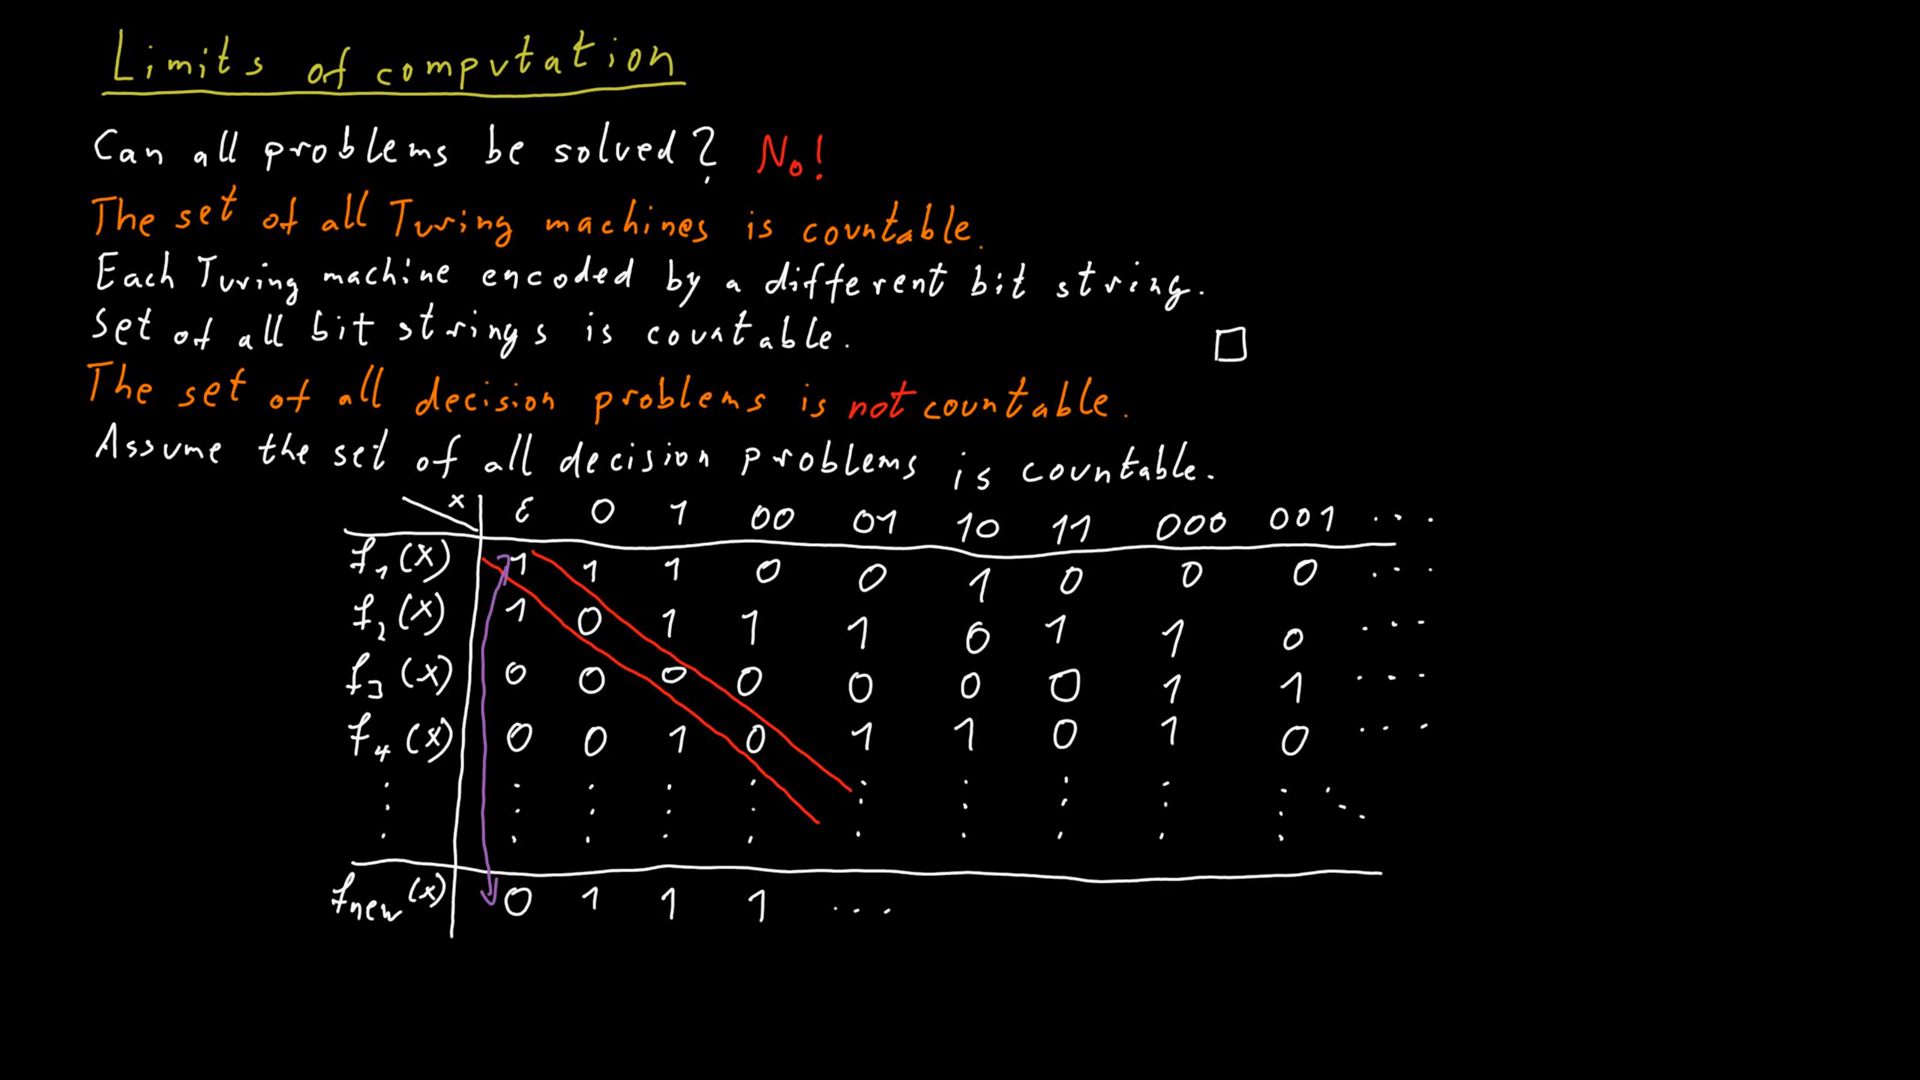 Limits of computation
Can all problems be solved? No!
The set of all Turing machines is countable.
Each Turing machine encoded by a different bit string.
Set of all bit strings is countable. □
The set of all decision problems is not countable.
Assume the set of all decision problems is countable.
x ε 0 1 00 01 10 11 000 001 ...
f₁(x) 1 1 1 0 0 1 0 0 0 ...
f₂(x) 1 0 1 1 1 0 1 1 0 ...
f₃(x) 0 0 0 0 0 0 0 1 1 ...
f₄(x) 0 0 1 0 1 1 0 1 0 ...
⋮ ⋮ ⋮ ⋮ ⋮ ⋮ ⋮ ⋮ ⋮ ⋮ ⋱
fnew(x) 0 1 1 1 ...